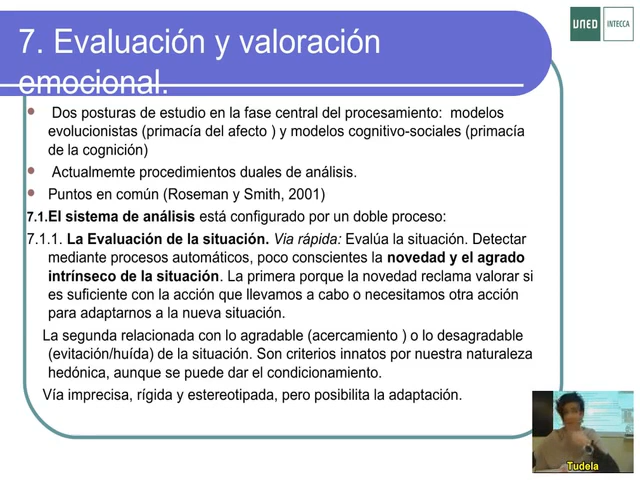 UNED INTECCA
7. Evaluación y valoración
emocional.
Dos posturas de estudio en la fase central del procesamiento: modelos
evolucionistas (primacía del afecto ) y modelos cognitivo-sociales (primacía
de la cognición)
Actualmemte procedimientos duales de análisis.
Puntos en común (Roseman y Smith, 2001)
7.1.El sistema de análisis está configurado por un doble proceso:
7.1.1. La Evaluación de la situación. Via rápida: Evalúa la situación. Detectar
mediante procesos automáticos, poco conscientes la novedad y el agrado
intrínseco de la situación. La primera porque la novedad reclama valorar si
es suficiente con la acción que llevamos a cabo o necesitamos otra acción
para adaptarnos a la nueva situación.
La segunda relacionada con lo agradable (acercamiento ) o lo desagradable
(evitación/huída) de la situación. Son criterios innatos por nuestra naturaleza
hedónica, aunque se puede dar el condicionamiento.
Vía imprecisa, rígida y estereotipada, pero posibilita la adaptación.
Tudela